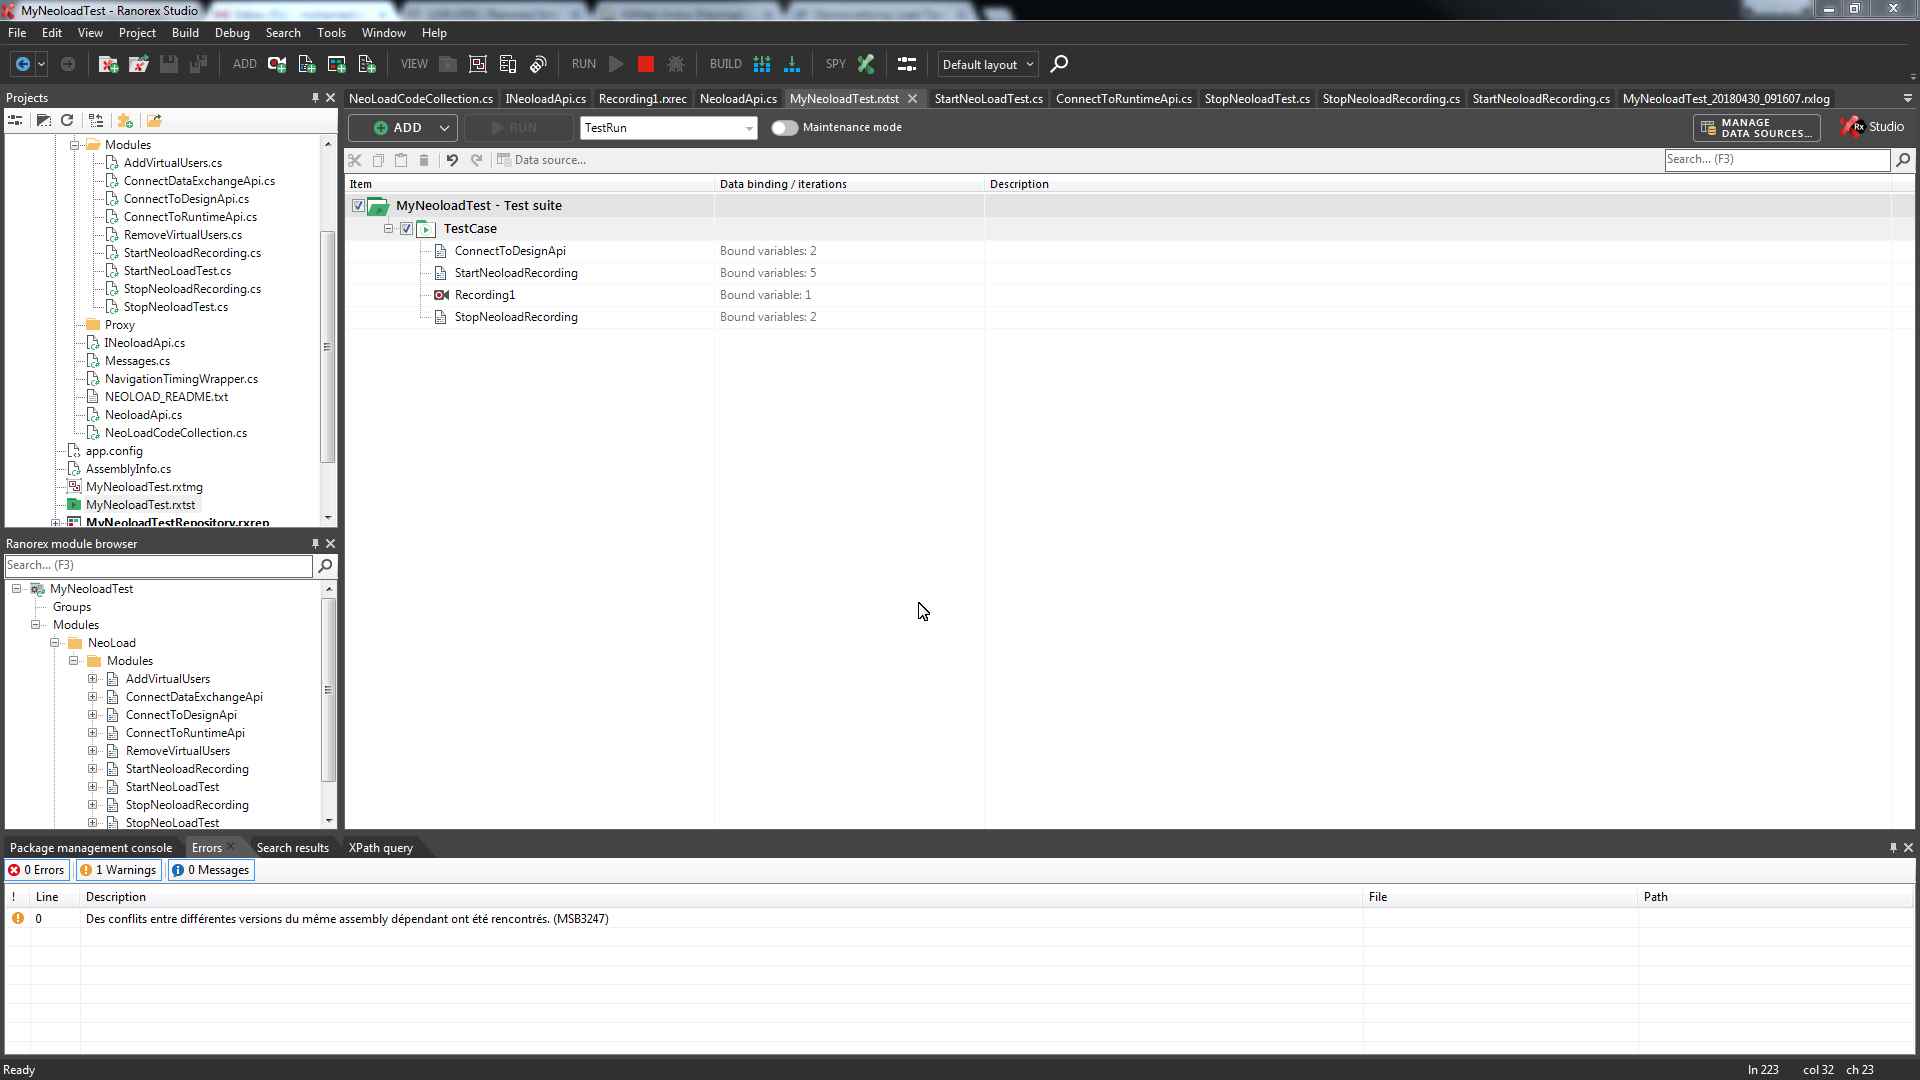 MyNeoloadTest - Ranorex Studio
File Edit View Project Build Debug Search Tools Window Help
ADD VIEW RUN BUILD SPY Default layout
Projects
NeoLoadCodeCollection.cs INeoloadApi.cs Recording1.rxrec NeoloadApi.cs MyNeoloadTest.rxtst StartNeoLoadTest.cs ConnectToRuntimeApi.cs StopNeoloadTest.cs StopNeoloadRecording.cs StartNeoloadRecording.cs MyNeoloadTest_20180430_091607.rxlog
ADD RUN TestRun Maintenance mode MANAGE DATA SOURCES... Rx Studio
Data source... Search... (F3)
Item Data binding / iterations Description
MyNeoloadTest - Test suite
TestCase
ConnectToDesignApi Bound variables: 2
StartNeoloadRecording Bound variables: 5
Recording1 Bound variable: 1
StopNeoloadRecording Bound variables: 2
Modules
AddVirtualUsers.cs
ConnectDataExchangeApi.cs
ConnectToDesignApi.cs
ConnectToRuntimeApi.cs
RemoveVirtualUsers.cs
StartNeoloadRecording.cs
StartNeoLoadTest.cs
StopNeoloadRecording.cs
StopNeoloadTest.cs
Proxy
INeoloadApi.cs
Messages.cs
NavigationTimingWrapper.cs
NEOLOAD_README.txt
NeoloadApi.cs
NeoLoadCodeCollection.cs
app.config
AssemblyInfo.cs
MyNeoloadTest.rxtmg
MyNeoloadTest.rxtst
MyNeoloadTestRepository.rxrep
Ranorex module browser
Search... (F3)
MyNeoloadTest
Groups
Modules
NeoLoad
Modules
AddVirtualUsers
ConnectDataExchangeApi
ConnectToDesignApi
ConnectToRuntimeApi
RemoveVirtualUsers
StartNeoloadRecording
StartNeoLoadTest
StopNeoloadRecording
StopNeoLoadTest
Package management console Errors Search results XPath query
0 Errors 1 Warnings 0 Messages
! Line Description File Path
0 Des conflits entre différentes versions du même assembly dépendant ont été rencontrés. (MSB3247)
Ready ln 223 col 32 ch 23